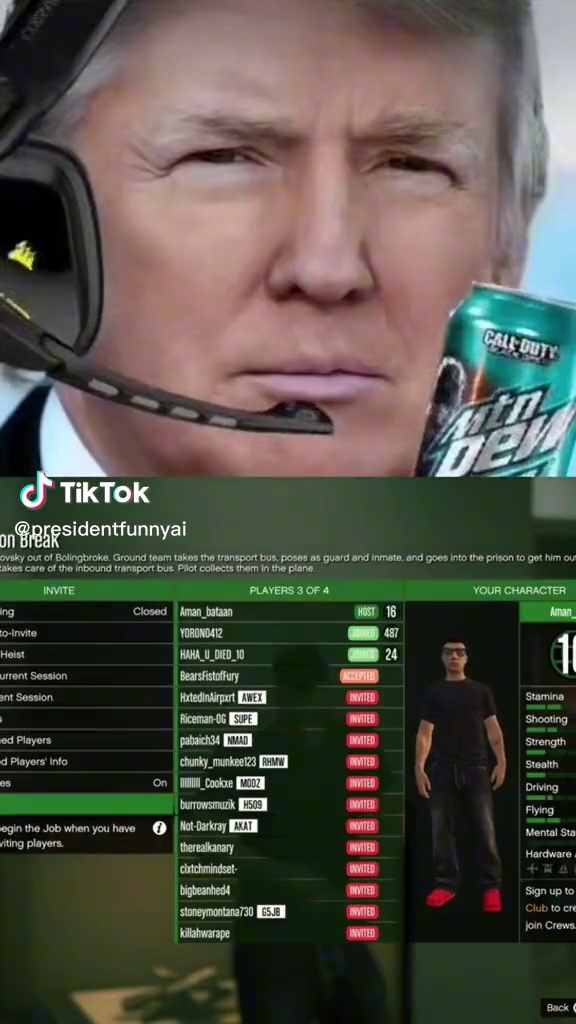 CALL OF DUTY
mtn
DEW
TikTok
@presidentfunnyai
on Break
ovsky out of Bolingbroke. Ground team takes the transport bus, poses as guard and inmate, and goes into the prison to get him out
takes care of the inbound transport bus. Pilot collects them in the plane.
INVITE
PLAYERS 3 OF 4
YOUR CHARACTER
ing Closed
Aman_bataan HOST 16
Aman_
to-Invite
YORONO412 JOINED 487
Heist
HAHA_U_DIED_10 JOINED 24
urrent Session
BearsFistofFury ACCEPTED
ent Session
HxtedInAirpxrt AWEX INVITED
Stamina
s
Riceman-OG SUPE INVITED
Shooting
ed Players
pabaich34 NMAD INVITED
Strength
d Players' Info
chunky_munkee123 RHMW INVITED
Stealth
es On
lllllllll_Cookxe MODZ INVITED
Driving
burrowsmuzik H509 INVITED
Flying
begin the Job when you have
viting players.
Not-Darkray AKAT INVITED
Mental Sta
therealkanary INVITED
Hardware
clxtchmindset- INVITED
bigbeanhed4 INVITED
Sign up to
stoneymontana730 G5JB INVITED
Club to cre
killahwarape INVITED
join Crews.
Back